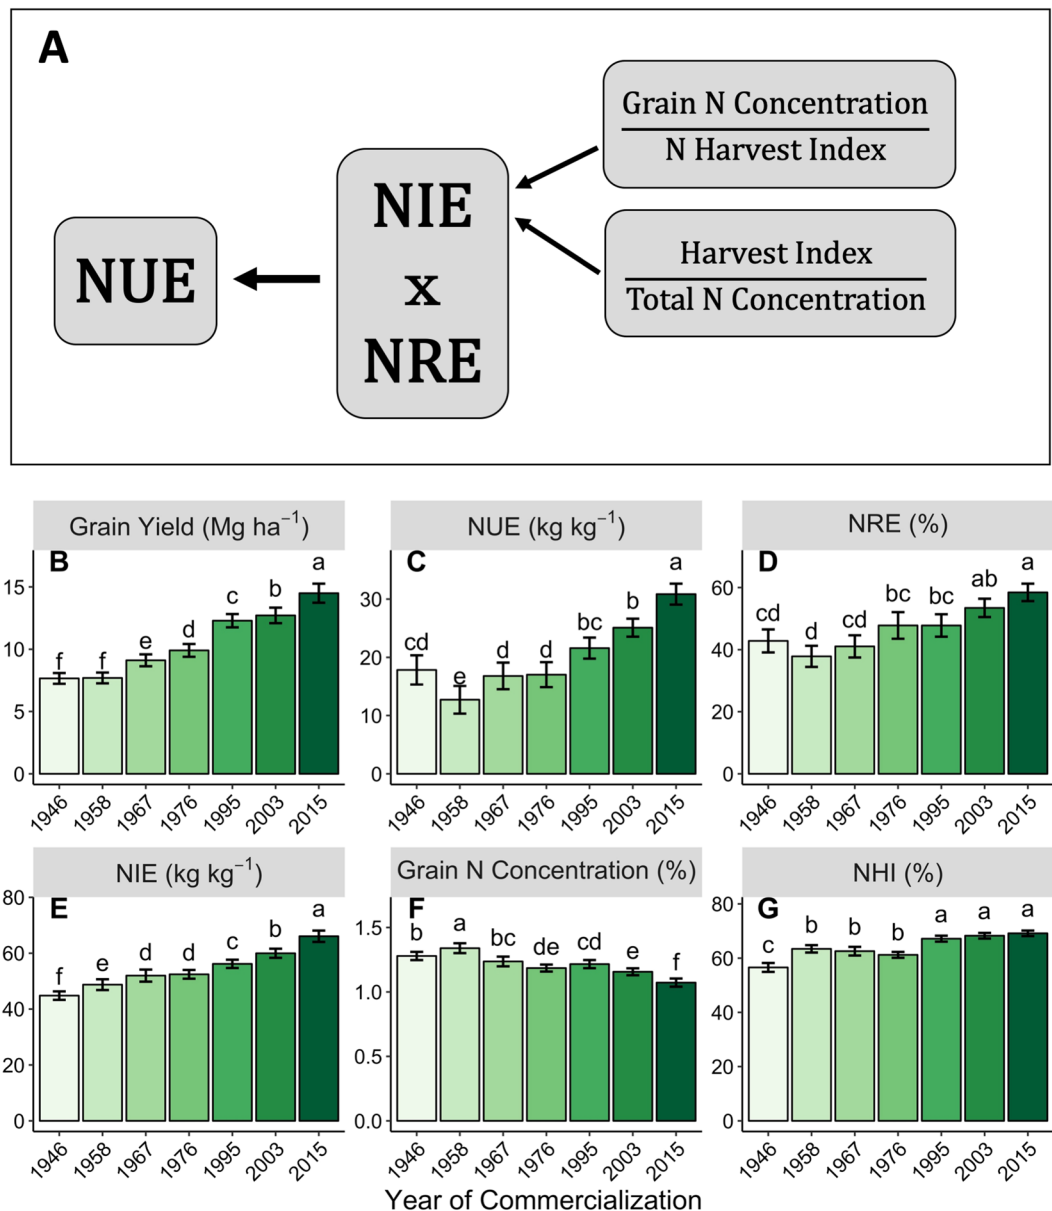 A
Grain N Concentration
N Harvest Index
NIE
x
NRE
NUE
Harvest Index
Total N Concentration
Grain Yield (Mg ha⁻¹)
B
15
10
5
0
f
f
e
d
c
b
a
1946
1958
1967
1976
1995
2003
2015
NUE (kg kg⁻¹)
C
30
20
10
0
cd
e
d
d
bc
b
a
1946
1958
1967
1976
1995
2003
2015
NRE (%)
D
60
40
20
0
cd
d
cd
bc
bc
ab
a
1946
1958
1967
1976
1995
2003
2015
NIE (kg kg⁻¹)
E
80
60
40
20
0
f
e
d
d
c
b
a
1946
1958
1967
1976
1995
2003
2015
Grain N Concentration (%)
F
1.5
1.0
0.5
0.0
b
a
bc
de
cd
e
f
1946
1958
1967
1976
1995
2003
2015
NHI (%)
G
80
60
40
20
0
c
b
b
b
a
a
a
1946
1958
1967
1976
1995
2003
2015
Year of Commercialization